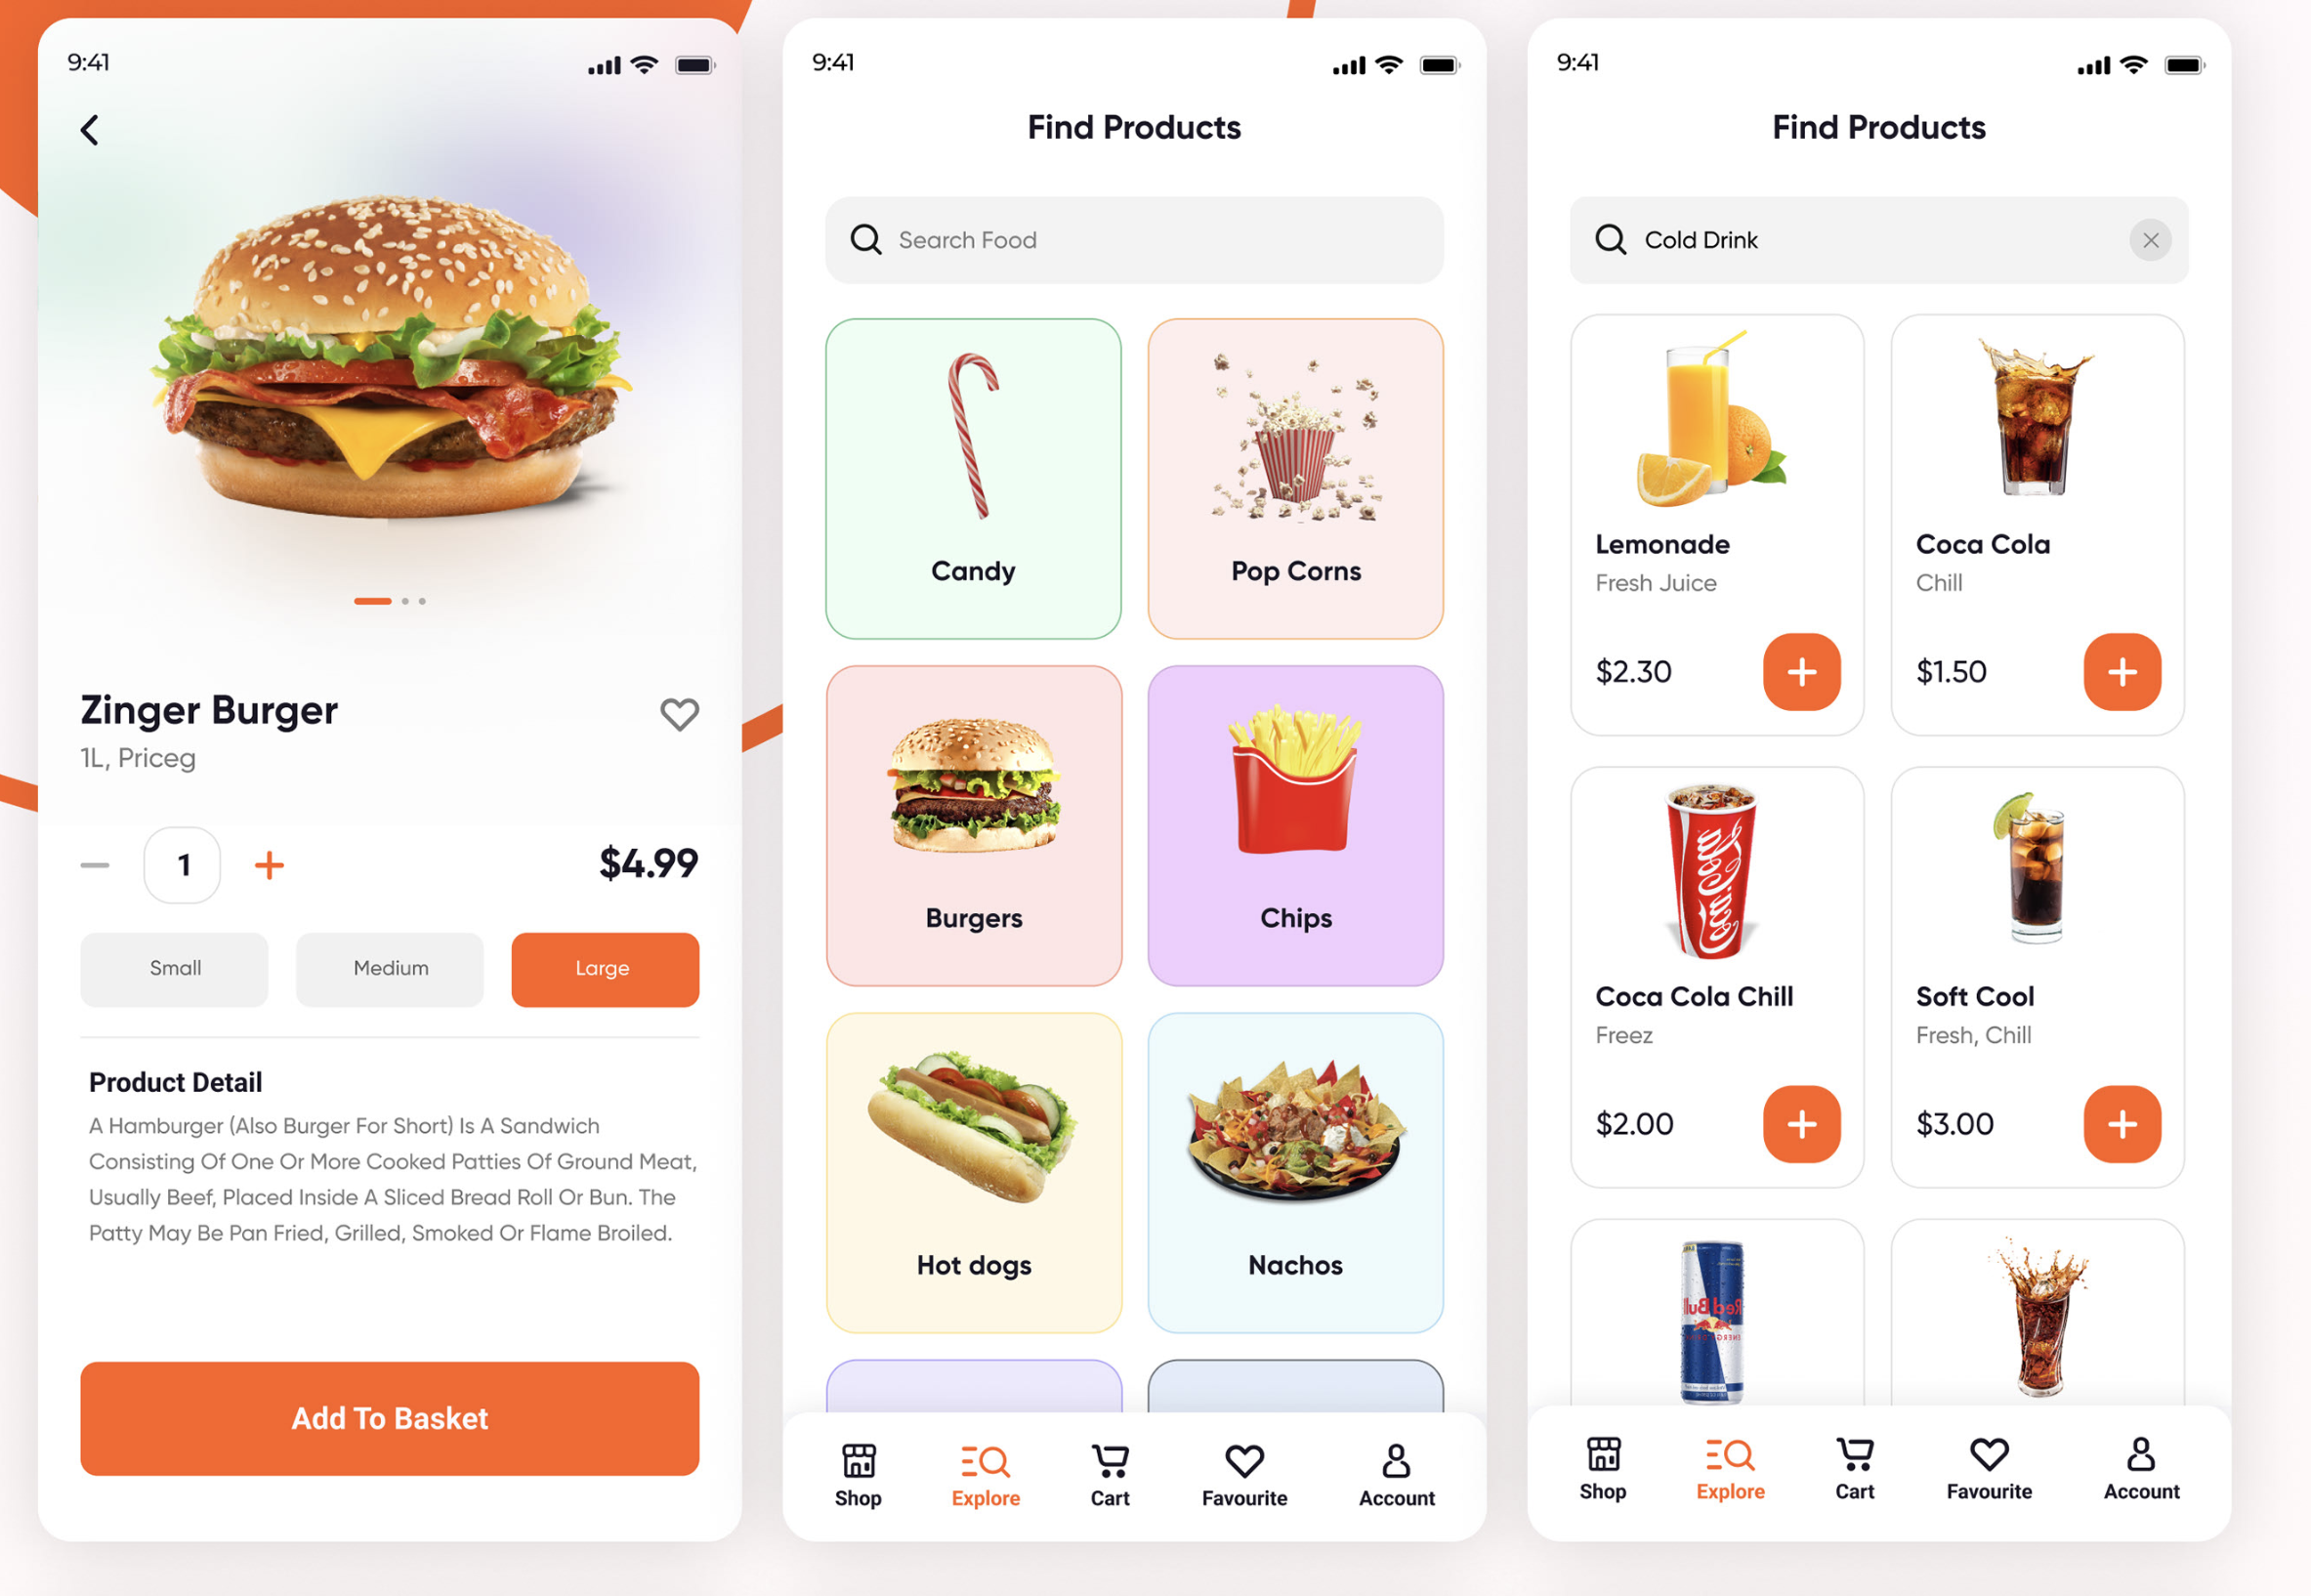 9:41
Zinger Burger
1L, Priceg
1
$4.99
Small
Medium
Large
Product Detail
A Hamburger (Also Burger For Short) Is A Sandwich
Consisting Of One Or More Cooked Patties Of Ground Meat,
Usually Beef, Placed Inside A Sliced Bread Roll Or Bun. The
Patty May Be Pan Fried, Grilled, Smoked Or Flame Broiled.
Add To Basket
9:41
Find Products
Search Food
Candy
Pop Corns
Burgers
Chips
Hot dogs
Nachos
Shop
Explore
Cart
Favourite
Account
9:41
Find Products
Cold Drink
Lemonade
Fresh Juice
$2.30
Coca Cola
Chill
$1.50
Coca-Cola
Coca Cola Chill
Freez
$2.00
Soft Cool
Fresh, Chill
$3.00
Red Bull
Shop
Explore
Cart
Favourite
Account